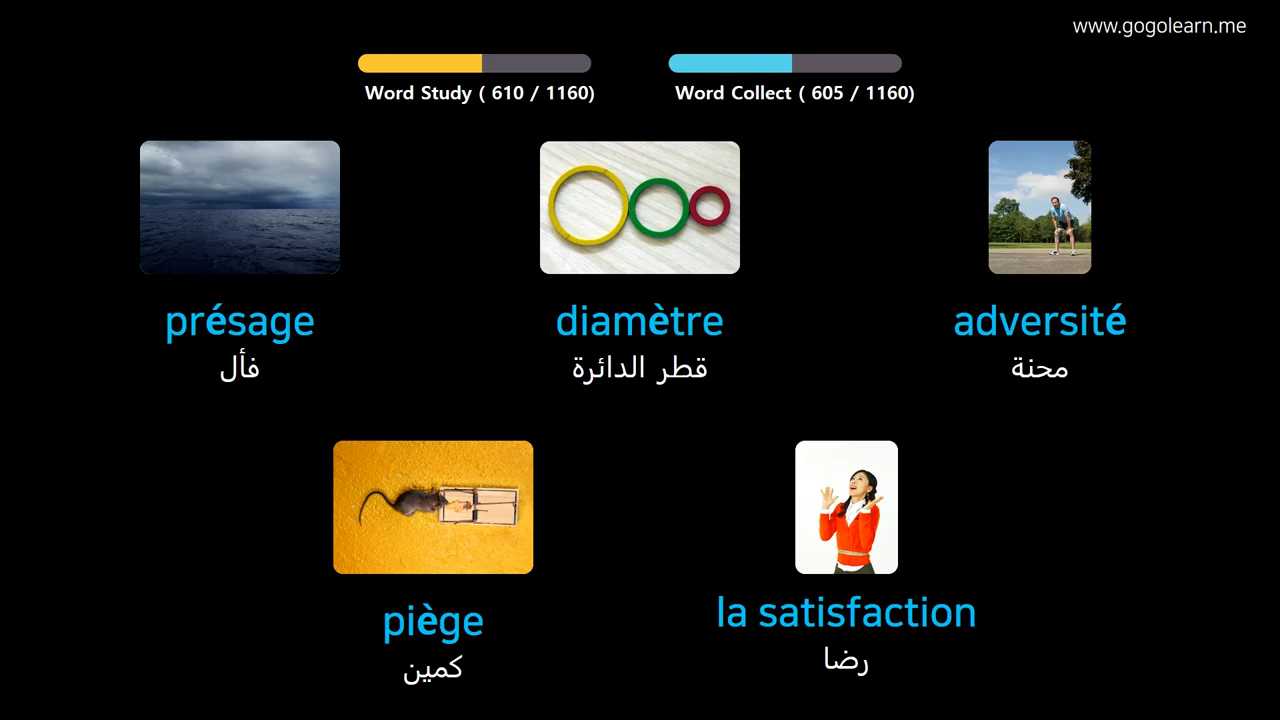 www.gogolearn.me
Word Study ( 610 / 1160)
Word Collect ( 605 / 1160)
présage
فأل
diamètre
قطر الدائرة
adversité
محنة
piège
كمين
la satisfaction
رضا